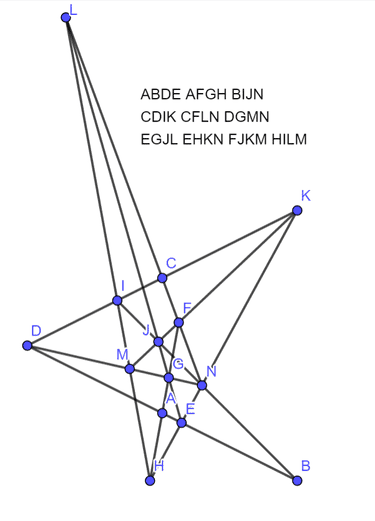 L
ABDE AFGH BIJN
CDIK CFLN DGMN
EGJL EHKN FJKM HILM
K
C
I
F
D
J
M
G
N
A
E
H
B